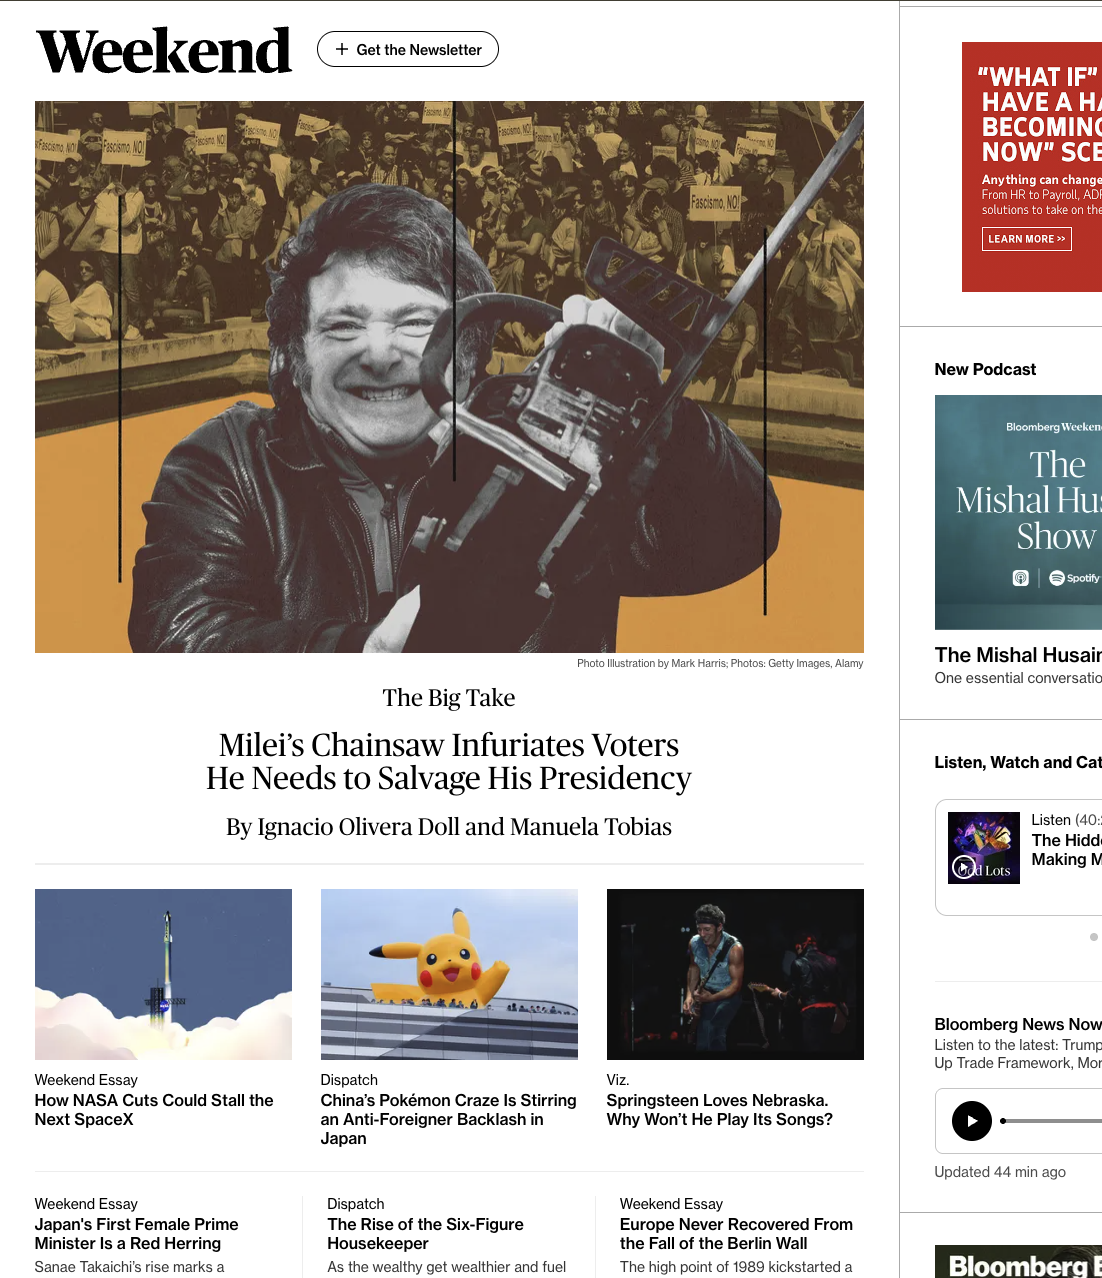 Weekend
+ Get the Newsletter
Fascismo, NO!
Fascismo, NO!
Fascismo, NO!
Photo Illustration by Mark Harris; Photos: Getty Images, Alamy
The Big Take
Milei’s Chainsaw Infuriates Voters
He Needs to Salvage His Presidency
By Ignacio Olivera Doll and Manuela Tobias
Weekend Essay
How NASA Cuts Could Stall the
Next SpaceX
Dispatch
China’s Pokémon Craze Is Stirring
an Anti-Foreigner Backlash in
Japan
Viz.
Springsteen Loves Nebraska.
Why Won’t He Play Its Songs?
Weekend Essay
Japan's First Female Prime
Minister Is a Red Herring
Sanae Takaichi’s rise marks a
Dispatch
The Rise of the Six-Figure
Housekeeper
As the wealthy get wealthier and fuel
Weekend Essay
Europe Never Recovered From
the Fall of the Berlin Wall
The high point of 1989 kickstarted a
“WHAT IF”
HAVE A HA
BECOMING
NOW” SCE
Anything can change
From HR to Payroll, ADP
solutions to take on the
LEARN MORE >>
New Podcast
Bloomberg Weekend
The
Mishal Hus
Show
Spotify
The Mishal Husain
One essential conversatio
Listen, Watch and Cat
Listen (40:
The Hidde
Making M
Odd Lots
Bloomberg News Now
Listen to the latest: Trump
Up Trade Framework, Mor
Updated 44 min ago
Bloomberg B